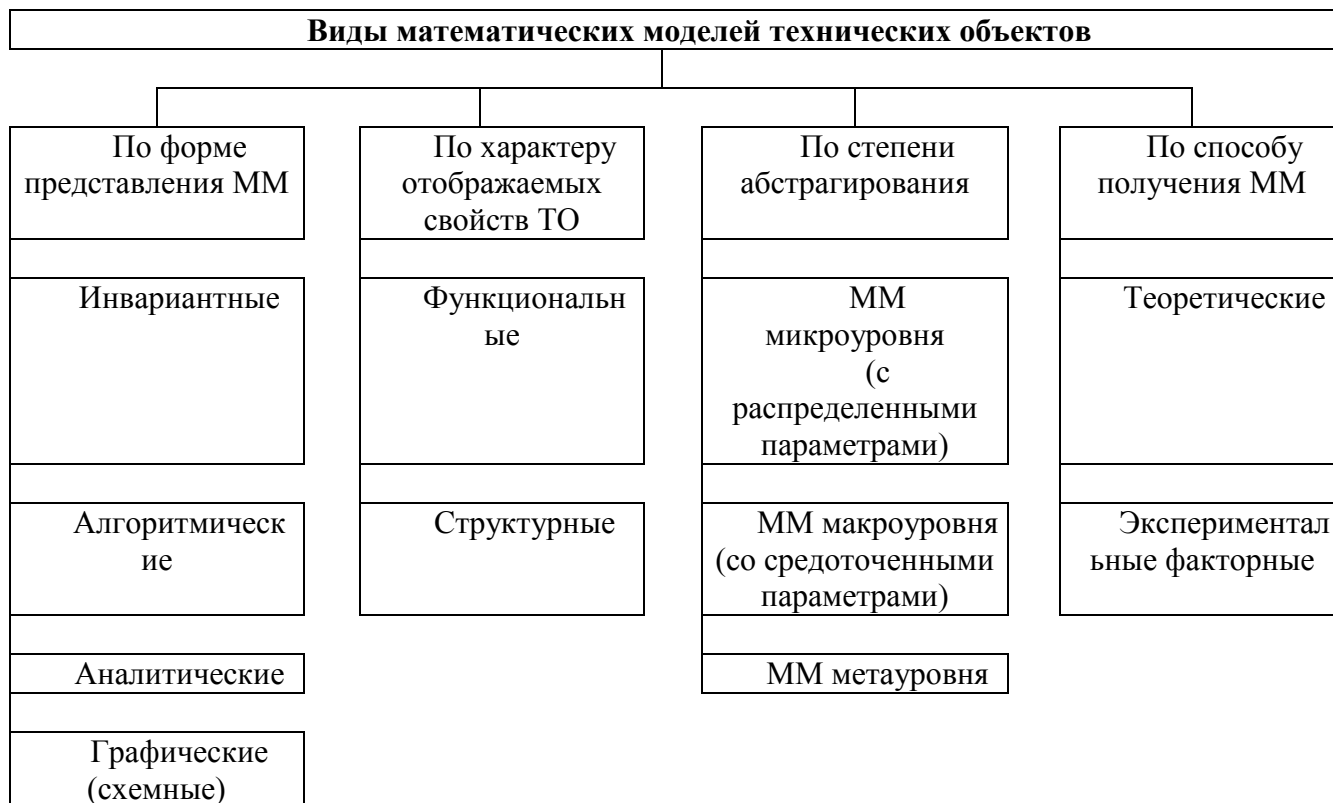 Виды математических моделей технических объектов
По форме
представления ММ
По характеру
отображаемых
свойств ТО
По степени
абстрагирования
По способу
получения ММ
Инвариантные
Функциональн
ые
ММ
микроуровня
(с
распределенными
параметрами)
Теоретические
Алгоритмическ
ие
Структурные
ММ макроуровня
(со средоточенными
параметрами)
Экспериментал
ьные факторные
Аналитические
ММ метауровня
Графические
(схемные)